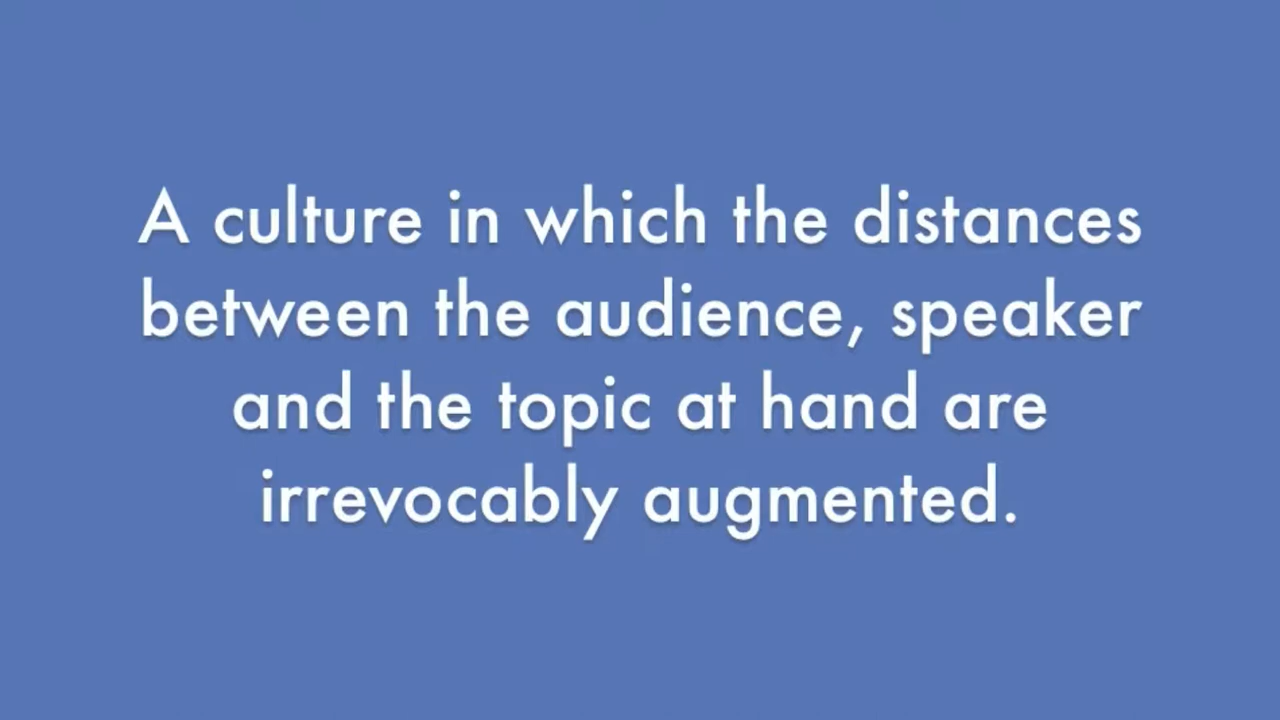 A culture in which the distances
between the audience, speaker
and the topic at hand are
irrevocably augmented.